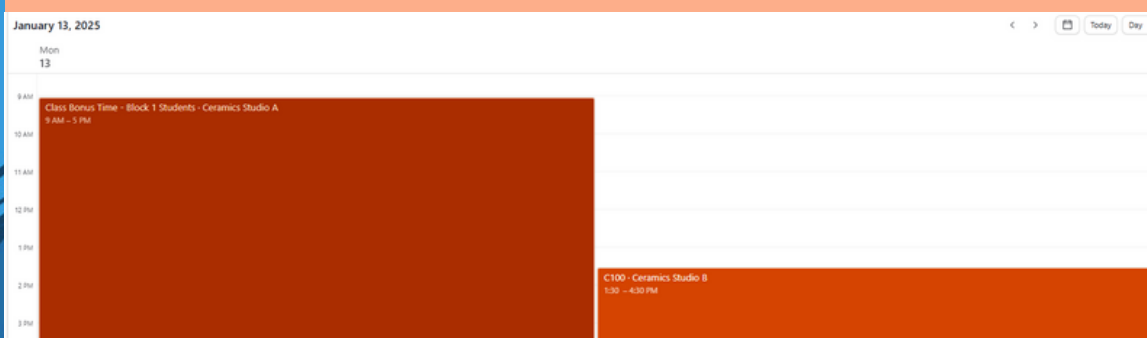 January 13, 2025
Today
Day
Mon
13
9 AM
Class Bonus Time - Block 1 Students - Ceramics Studio A
9 AM – 5 PM
10 AM
11 AM
12 PM
1 PM
C100 - Ceramics Studio B
1:30 – 4:30 PM
2 PM
3 PM